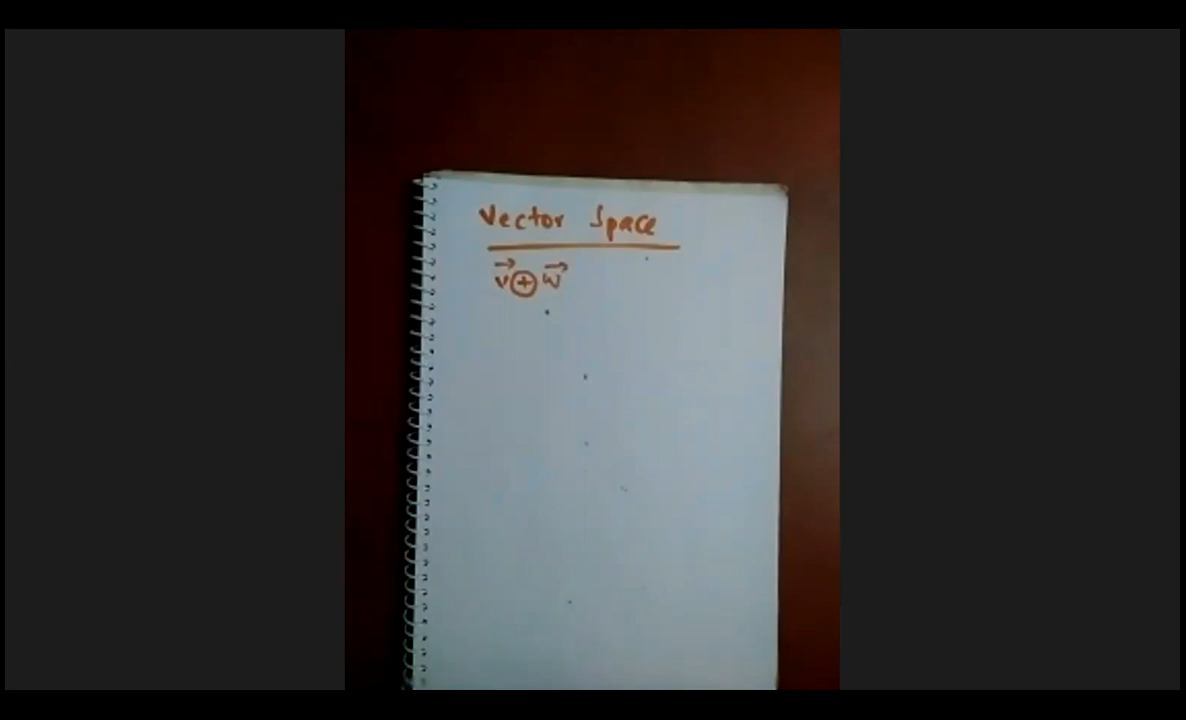 Vector Space
v⃗ ⊕ w⃗